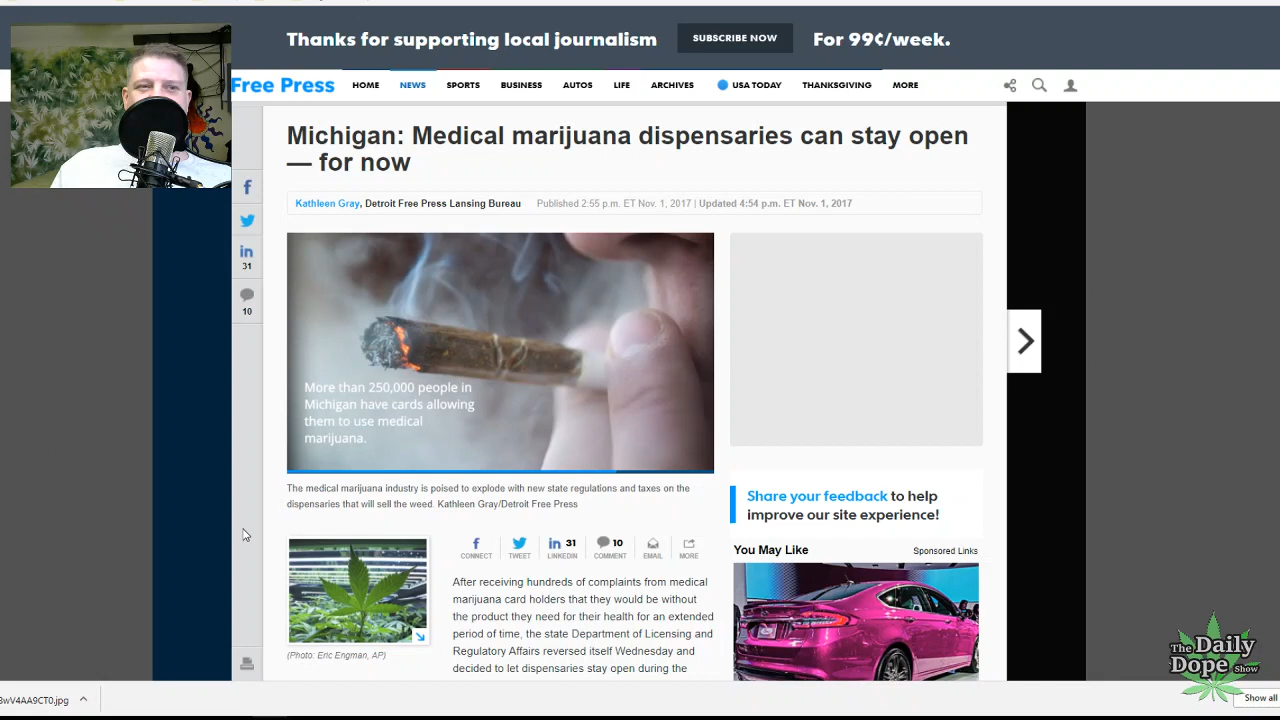 Thanks for supporting local journalism
SUBSCRIBE NOW
For 99¢/week.
Free Press
HOME
NEWS
SPORTS
BUSINESS
AUTOS
LIFE
ARCHIVES
USA TODAY
THANKSGIVING
MORE
Michigan: Medical marijuana dispensaries can stay open
— for now
Kathleen Gray, Detroit Free Press Lansing Bureau
Published 2:55 p.m. ET Nov. 1, 2017 | Updated 4:54 p.m. ET Nov. 1, 2017
31
10
More than 250,000 people in
Michigan have cards allowing
them to use medical
marijuana.
The medical marijuana industry is poised to explode with new state regulations and taxes on the
dispensaries that will sell the weed. Kathleen Gray/Detroit Free Press
Share your feedback to help
improve our site experience!
You May Like
Sponsored Links
CONNECT
TWEET
31
LINKEDIN
10
COMMENT
EMAIL
MORE
After receiving hundreds of complaints from medical
marijuana card holders that they would be without
the product they need for their health for an extended
period of time, the state Department of Licensing and
Regulatory Affairs reversed itself Wednesday and
decided to let dispensaries stay open during the
(Photo: Eric Engman, AP)
The
Daily
Dope
Show
Show all